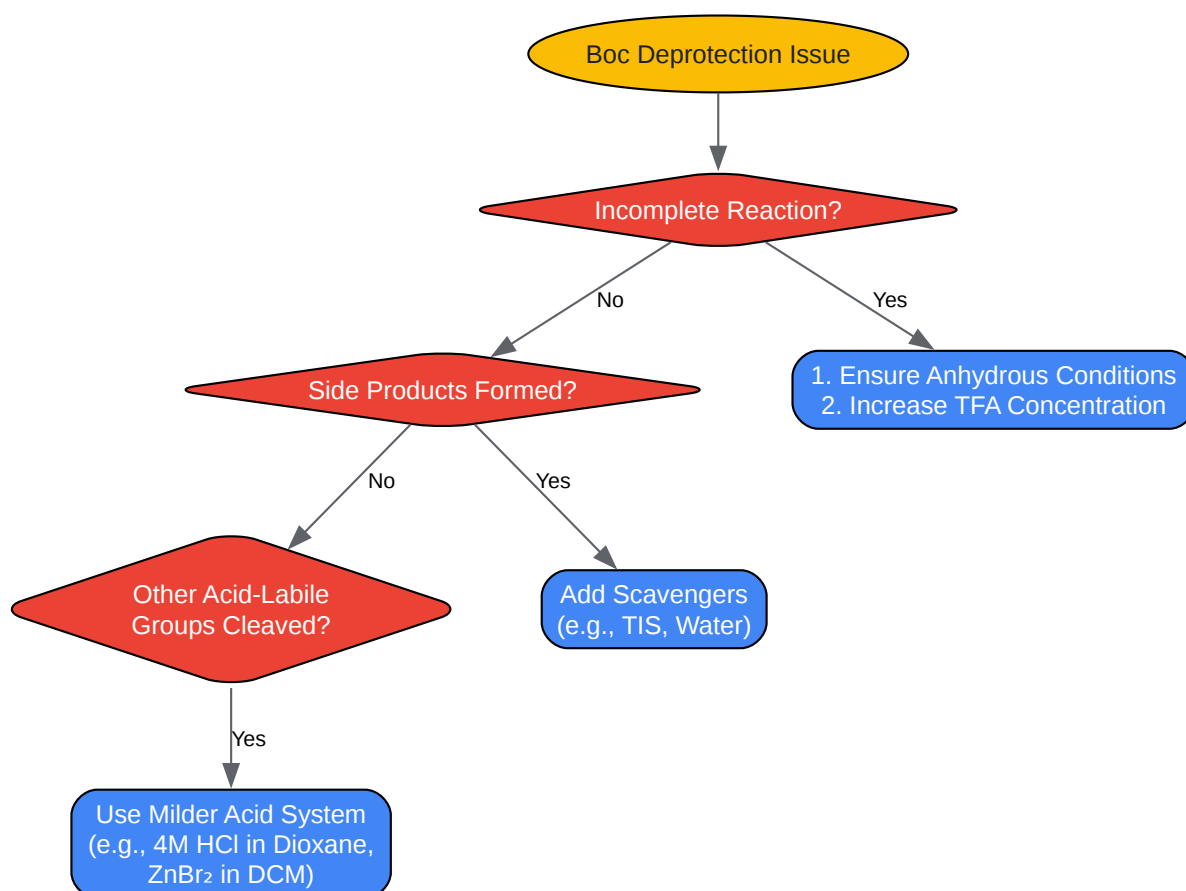 Boc Deprotection Issue
Incomplete Reaction?
No
Yes
Side Products Formed?
1. Ensure Anhydrous Conditions
2. Increase TFA Concentration
No
Yes
Other Acid-Labile
Groups Cleaved?
Add Scavengers
(e.g., TIS, Water)
Yes
Use Milder Acid System
(e.g., 4M HCl in Dioxane,
ZnBr₂ in DCM)